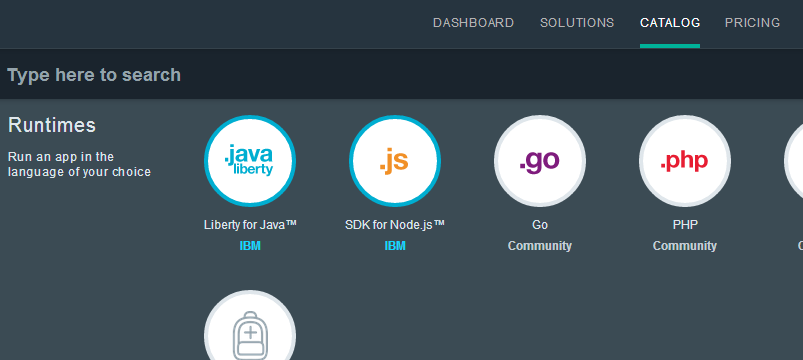 DASHBOARD SOLUTIONS CATALOG PRICING
Type here to search
Runtimes
Run an app in the
language of your choice
.java
liberty
Liberty for Java™
IBM
.js
SDK for Node.js™
IBM
.go
Go
Community
.php
PHP
Community